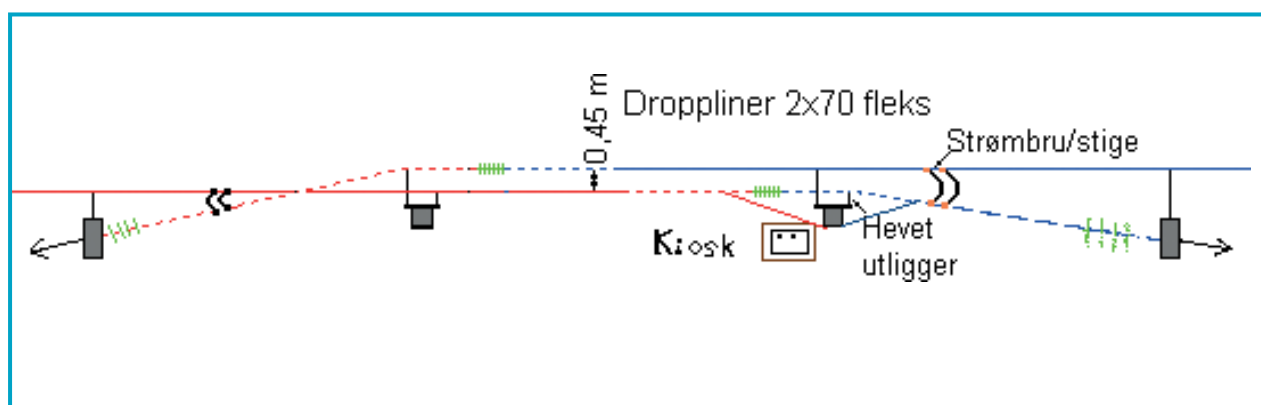 0,45 m
Droppliner 2x70 fleks
Strømbru/stige
Kiosk
Hevet
utligger